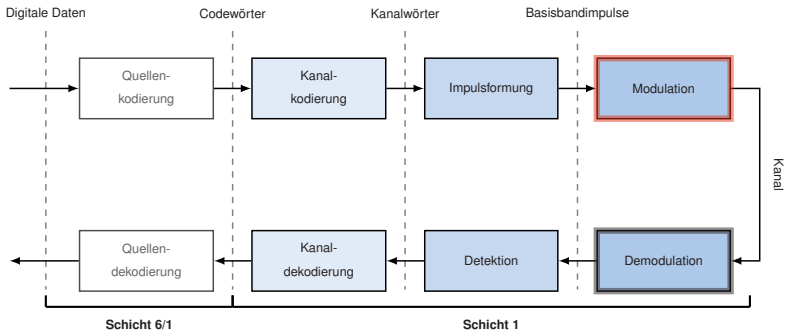 Digitale Daten
Codewörter
Kanalwörter
Basisbandimpulse
Quellen-
kodierung
Kanal-
kodierung
Impulsformung
Modulation
Kanal
Quellen-
dekodierung
Kanal-
dekodierung
Detektion
Demodulation
Schicht 6/1
Schicht 1